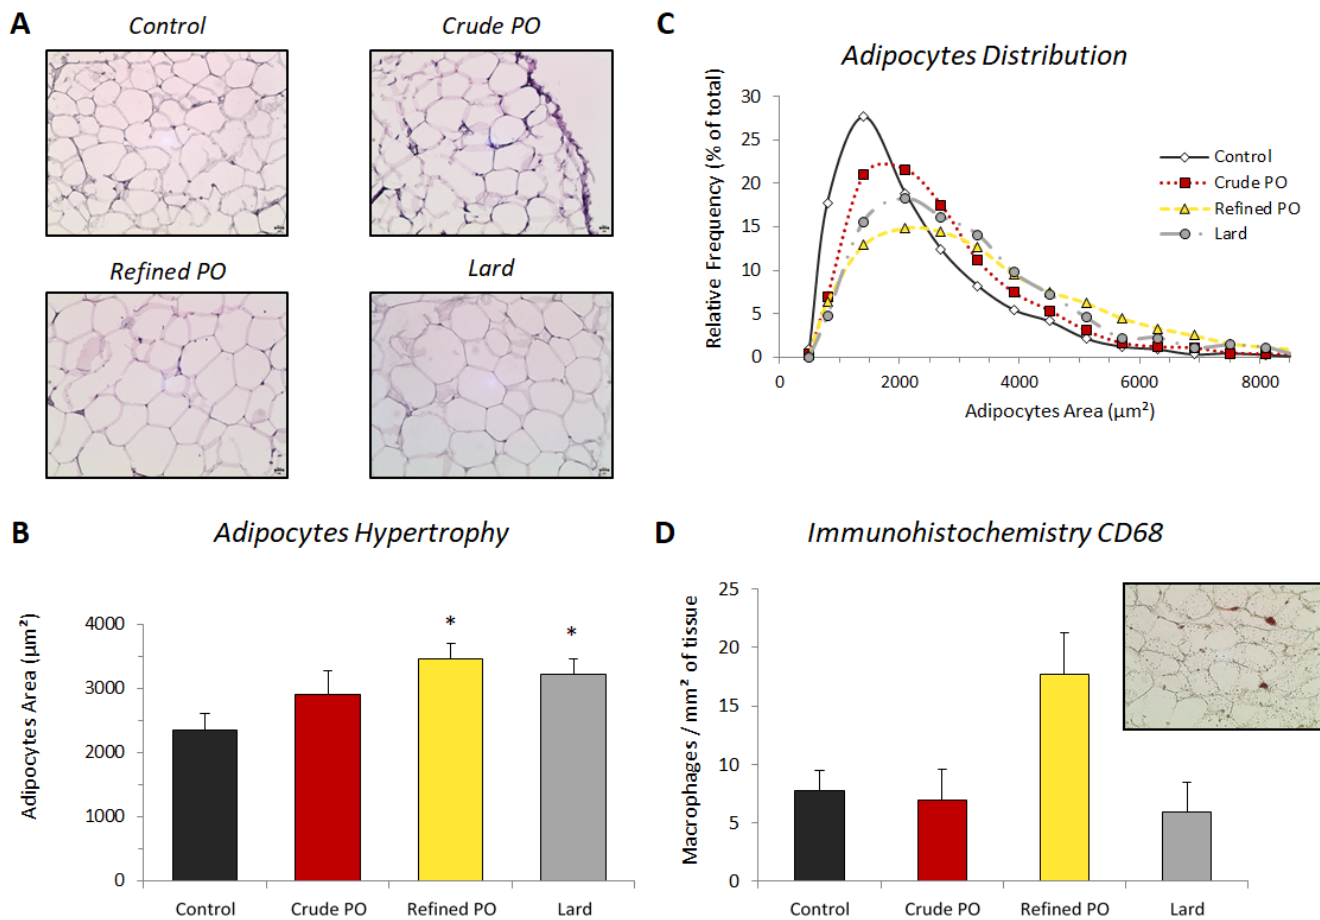 A
Control
Crude PO
Refined PO
Lard
C
Adipocytes Distribution
Relative Frequency (% of total)
30
25
20
15
10
5
0
0
2000
4000
6000
8000
Adipocytes Area (µm²)
Control
Crude PO
Refined PO
Lard
B
Adipocytes Hypertrophy
Adipocytes Area (µm²)
4000
3000
2000
1000
0
*
*
Control
Crude PO
Refined PO
Lard
D
Immunohistochemistry CD68
Macrophages / mm² of tissue
25
20
15
10
5
0
Control
Crude PO
Refined PO
Lard